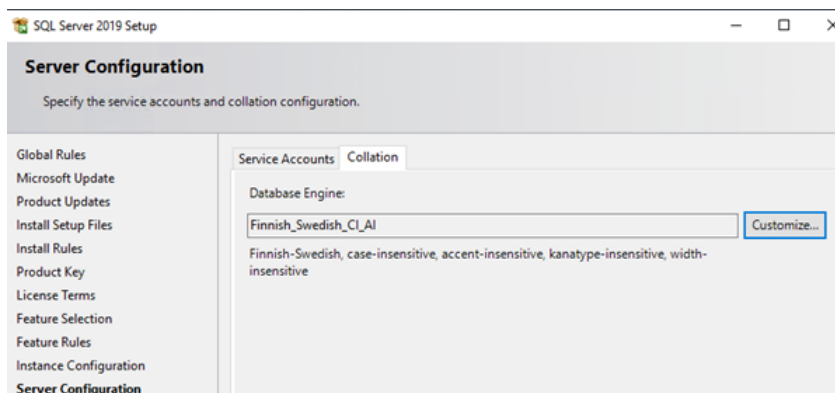 SQL Server 2019 Setup
Server Configuration
Specify the service accounts and collation configuration.
Global Rules
Microsoft Update
Product Updates
Install Setup Files
Install Rules
Product Key
License Terms
Feature Selection
Feature Rules
Instance Configuration
Server Configuration
Service Accounts
Collation
Database Engine:
Finnish_Swedish_CI_AI
Customize...
Finnish-Swedish, case-insensitive, accent-insensitive, kanatype-insensitive, width-
insensitive